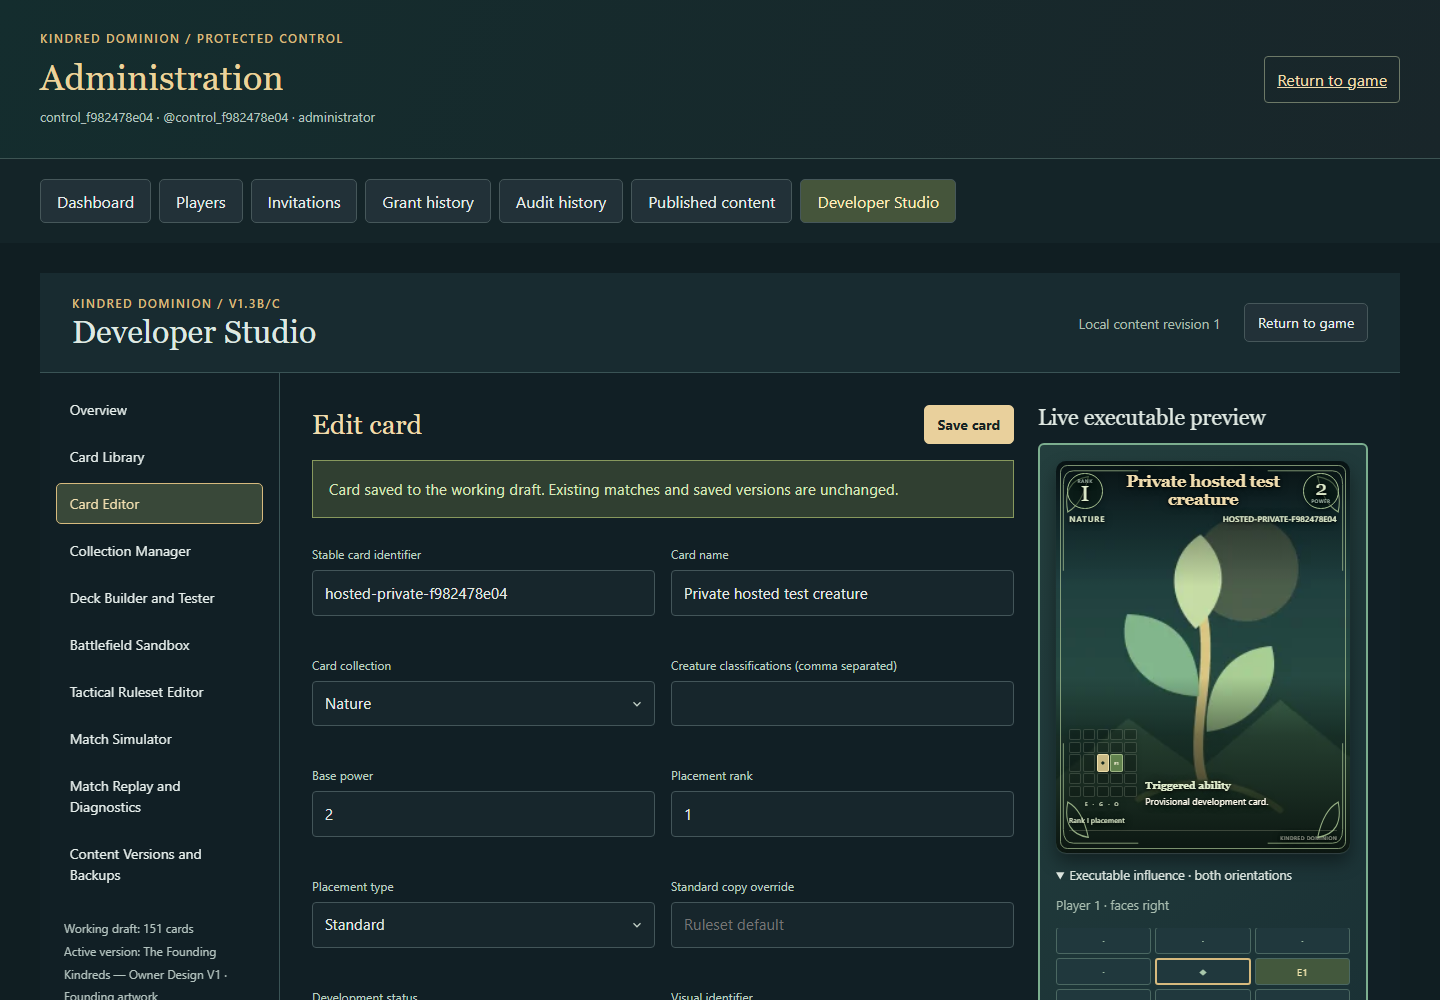 KINDRED DOMINION / PROTECTED CONTROL
Administration
control_f982478e04 · @control_f982478e04 · administrator
Return to game
Dashboard
Players
Invitations
Grant history
Audit history
Published content
Developer Studio
KINDRED DOMINION / V1.3B/C
Developer Studio
Local content revision 1
Return to game
Overview
Card Library
Card Editor
Collection Manager
Deck Builder and Tester
Battlefield Sandbox
Tactical Ruleset Editor
Match Simulator
Match Replay and
Diagnostics
Content Versions and
Backups
Working draft: 151 cards
Active version: The Founding
Kindreds — Owner Design V1 ·
Founding artwork
Edit card
Save card
Card saved to the working draft. Existing matches and saved versions are unchanged.
Stable card identifier
hosted-private-f982478e04
Card name
Private hosted test creature
Card collection
Nature
Creature classifications (comma separated)
Base power
2
Placement rank
1
Placement type
Standard
Standard copy override
Ruleset default
Development status
Visual identifier
Live executable preview
RANK
I
Private hosted test
creature
2
POWER
NATURE
HOSTED-PRIVATE-F982478E04
E · G · O
Rank I placement
Triggered ability
Provisional development card.
KINDRED DOMINION
▼ Executable influence · both orientations
Player 1 · faces right
- - -
- ◆ E1